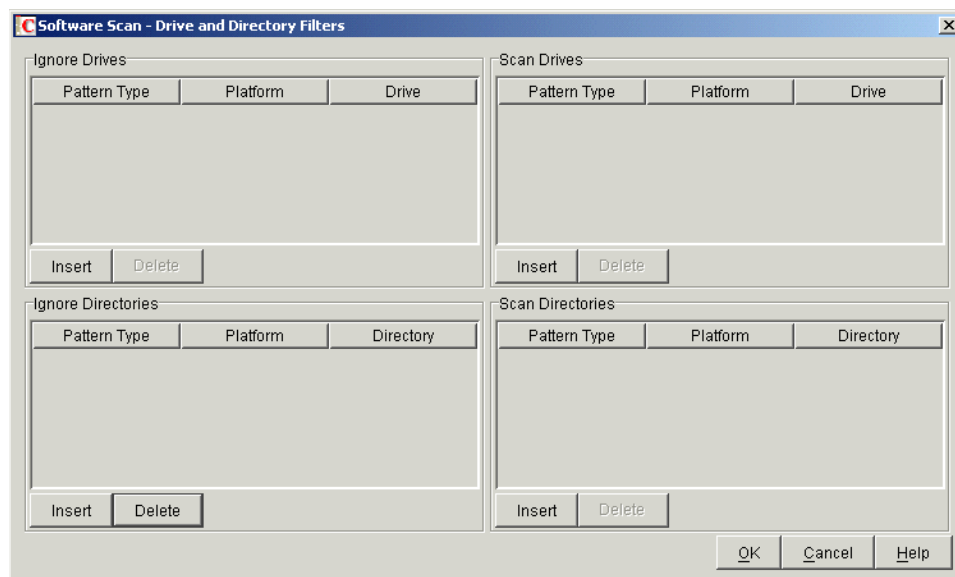 Software Scan - Drive and Directory Filters
Ignore Drives
Pattern Type Platform Drive
Insert Delete
Scan Drives
Pattern Type Platform Drive
Insert Delete
Ignore Directories
Pattern Type Platform Directory
Insert Delete
Scan Directories
Pattern Type Platform Directory
Insert Delete
OK Cancel Help